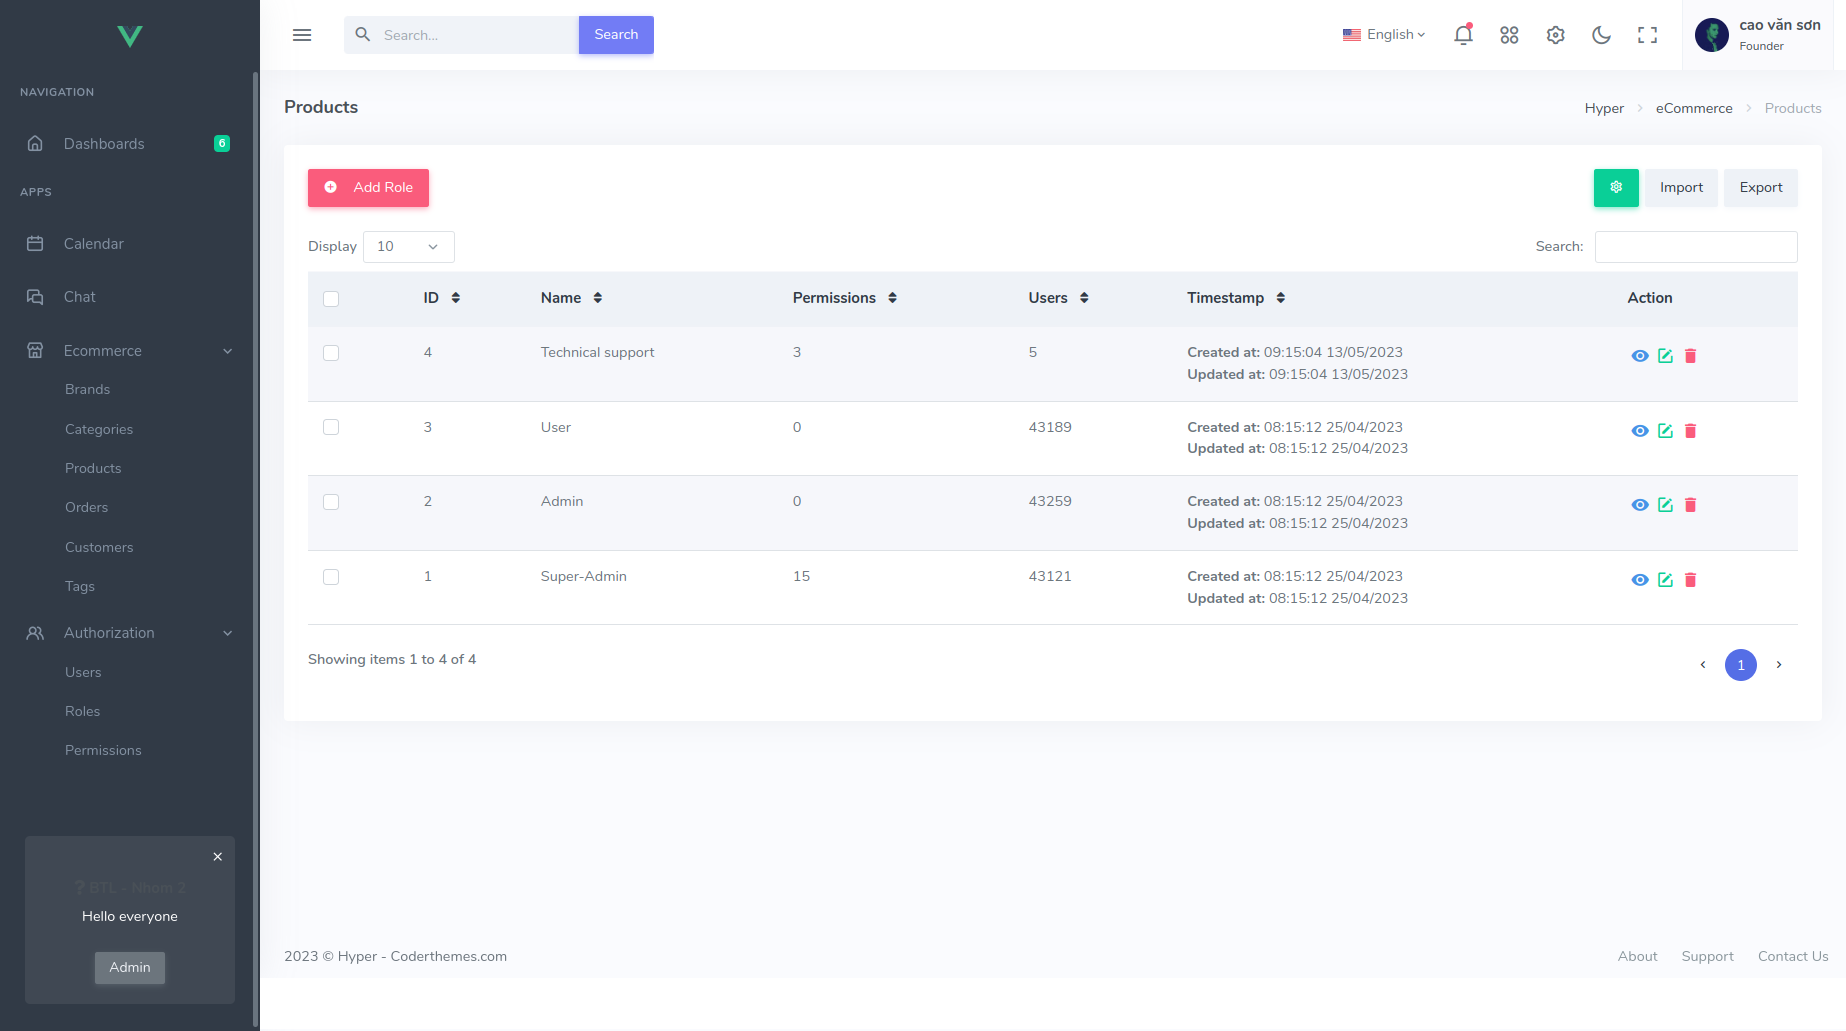 Search...
Search
English
cao văn sơn
Founder
NAVIGATION
Dashboards
6
APPS
Calendar
Chat
Ecommerce
Brands
Categories
Products
Orders
Customers
Tags
Authorization
Users
Roles
Permissions
? BTL - Nhóm 2
Hello everyone
Admin
Products
Hyper > eCommerce > Products
Add Role
Import
Export
Display 10
Search:
ID Name Permissions Users Timestamp Action
4 Technical support 3 5 Created at: 09:15:04 13/05/2023
Updated at: 09:15:04 13/05/2023
3 User 0 43189 Created at: 08:15:12 25/04/2023
Updated at: 08:15:12 25/04/2023
2 Admin 0 43259 Created at: 08:15:12 25/04/2023
Updated at: 08:15:12 25/04/2023
1 Super-Admin 15 43121 Created at: 08:15:12 25/04/2023
Updated at: 08:15:12 25/04/2023
Showing items 1 to 4 of 4
‹ 1 ›
2023 © Hyper - Coderthemes.com
About Support Contact Us